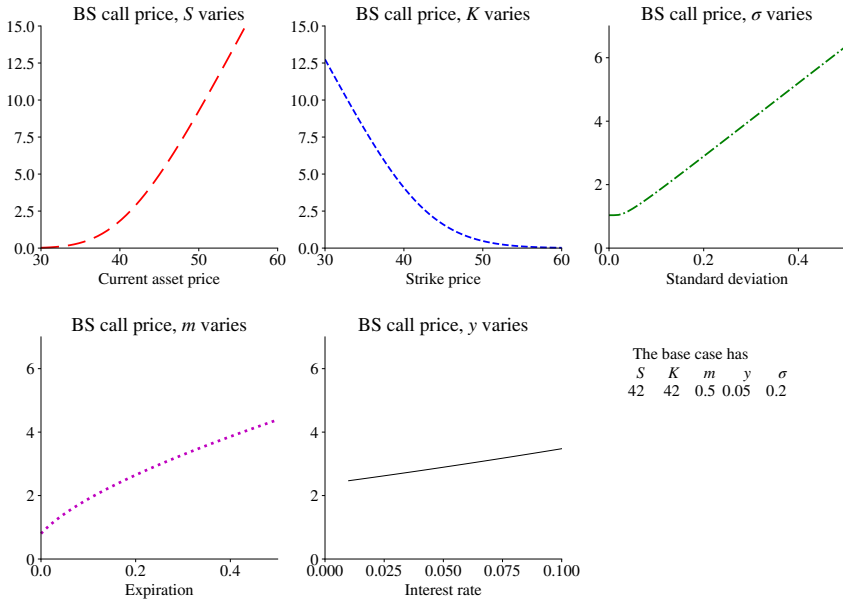 BS call price, S varies
15.0
12.5
10.0
7.5
5.0
2.5
0.0
30 40 50 60
Current asset price
BS call price, K varies
15.0
12.5
10.0
7.5
5.0
2.5
0.0
30 40 50 60
Strike price
BS call price, σ varies
6
4
2
0
0.0 0.2 0.4
Standard deviation
BS call price, m varies
6
4
2
0
0.0 0.2 0.4
Expiration
BS call price, y varies
6
4
2
0
0.000 0.025 0.050 0.075 0.100
Interest rate
The base case has
S K m y σ
42 42 0.5 0.05 0.2